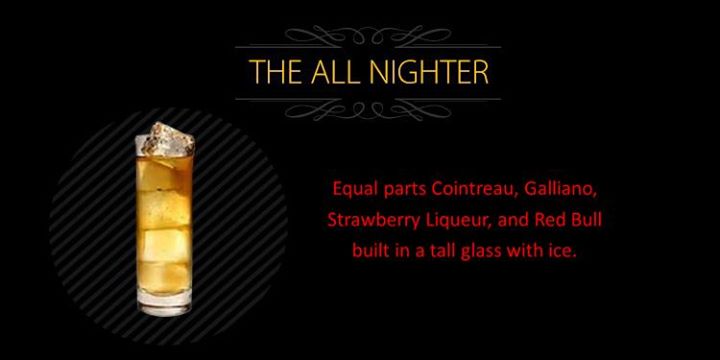 THE ALL NIGHTER
Equal parts Cointreau, Galliano,
Strawberry Liqueur, and Red Bull
built in a tall glass with ice.